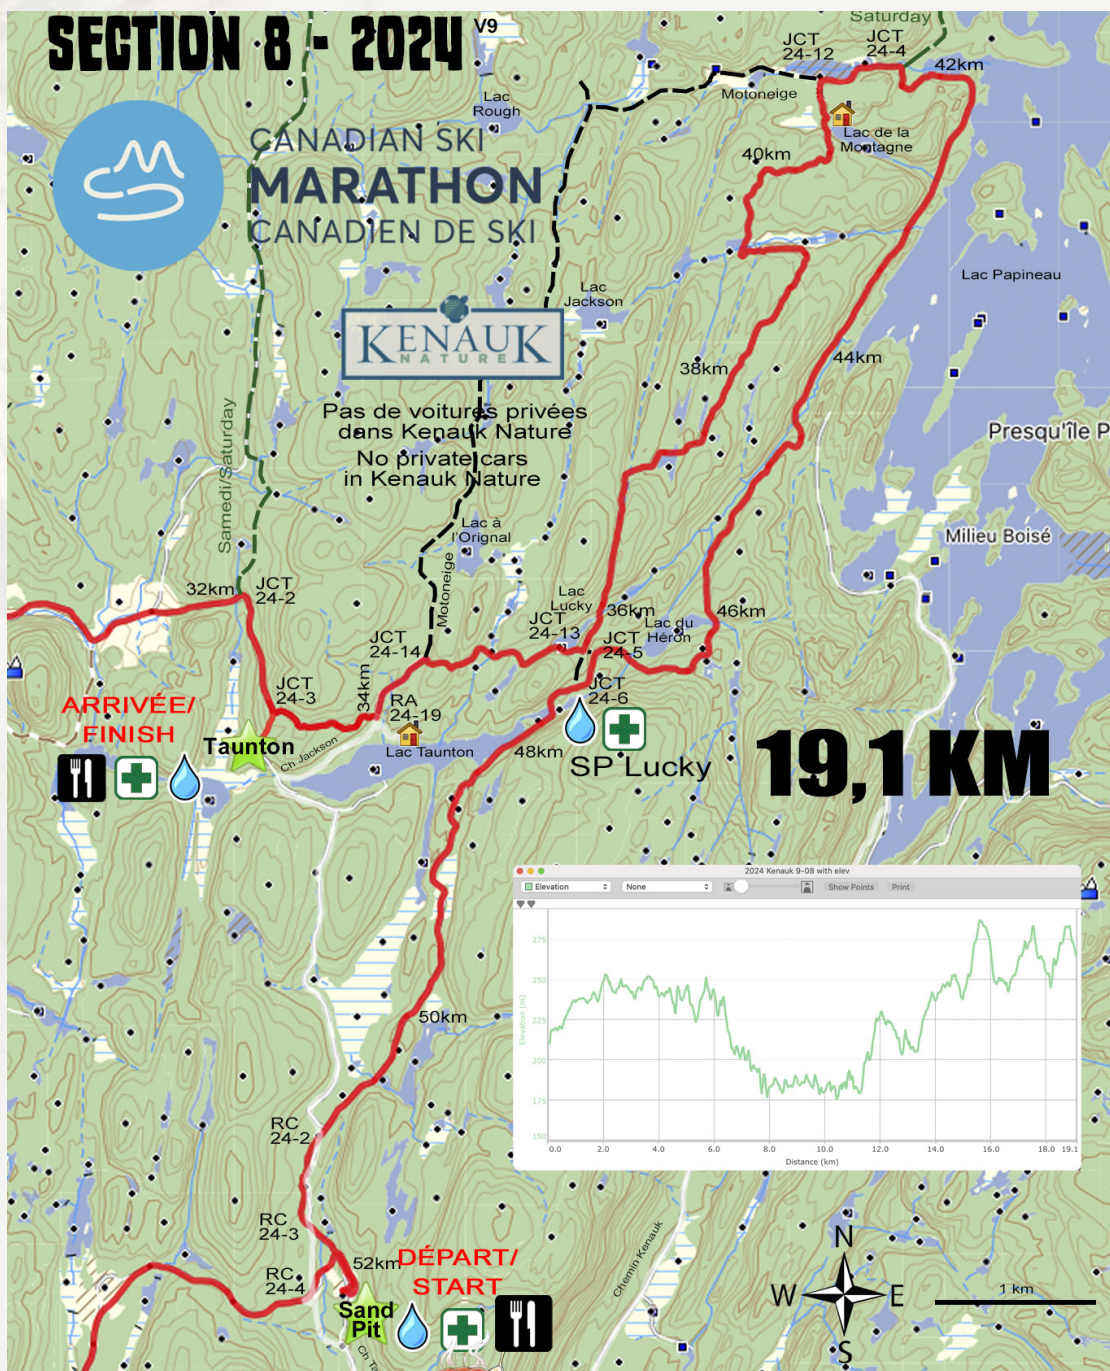 SECTION 8 - 2024
V9
Saturday
JCT
24-12
JCT
24-4
42km
Motoneige
Lac
Rough
CANADIAN SKI
MARATHON
CANADIEN DE SKI
Lac de la
Montagne
40km
Lac Papineau
Lac
Jackson
KENAUK
NATURE
44km
38km
Pas de voitures privées
dans Kenauk Nature
No private cars
in Kenauk Nature
Samedi/Saturday
Presqu'île P
Lac à
l'Orignal
Milieu Boisé
Motoneige
32km
JCT
24-2
Lac
Lucky
36km
46km
JCT
24-13
Lac du
Héron
JCT
24-14
JCT
24-5
34km
JCT
24-3
RA
24-19
JCT
24-6
ARRIVÉE/
FINISH
Taunton
Ch Jackson
Lac Taunton
48km
SP Lucky
19,1 KM
2024 Kenauk 9-08 with elev
Elevation
None
Show Points
Print
275
250
225
200
175
150
Elevation (m)
0.0 2.0 4.0 6.0 8.0 10.0 12.0 14.0 16.0 18.0 19.1
Distance (km)
50km
RC
24-2
RC
24-3
RC
24-4
52km
DÉPART/
START
Sand
Pit
Chemin Kenauk
Ch Ta
N
W E
S
1 km